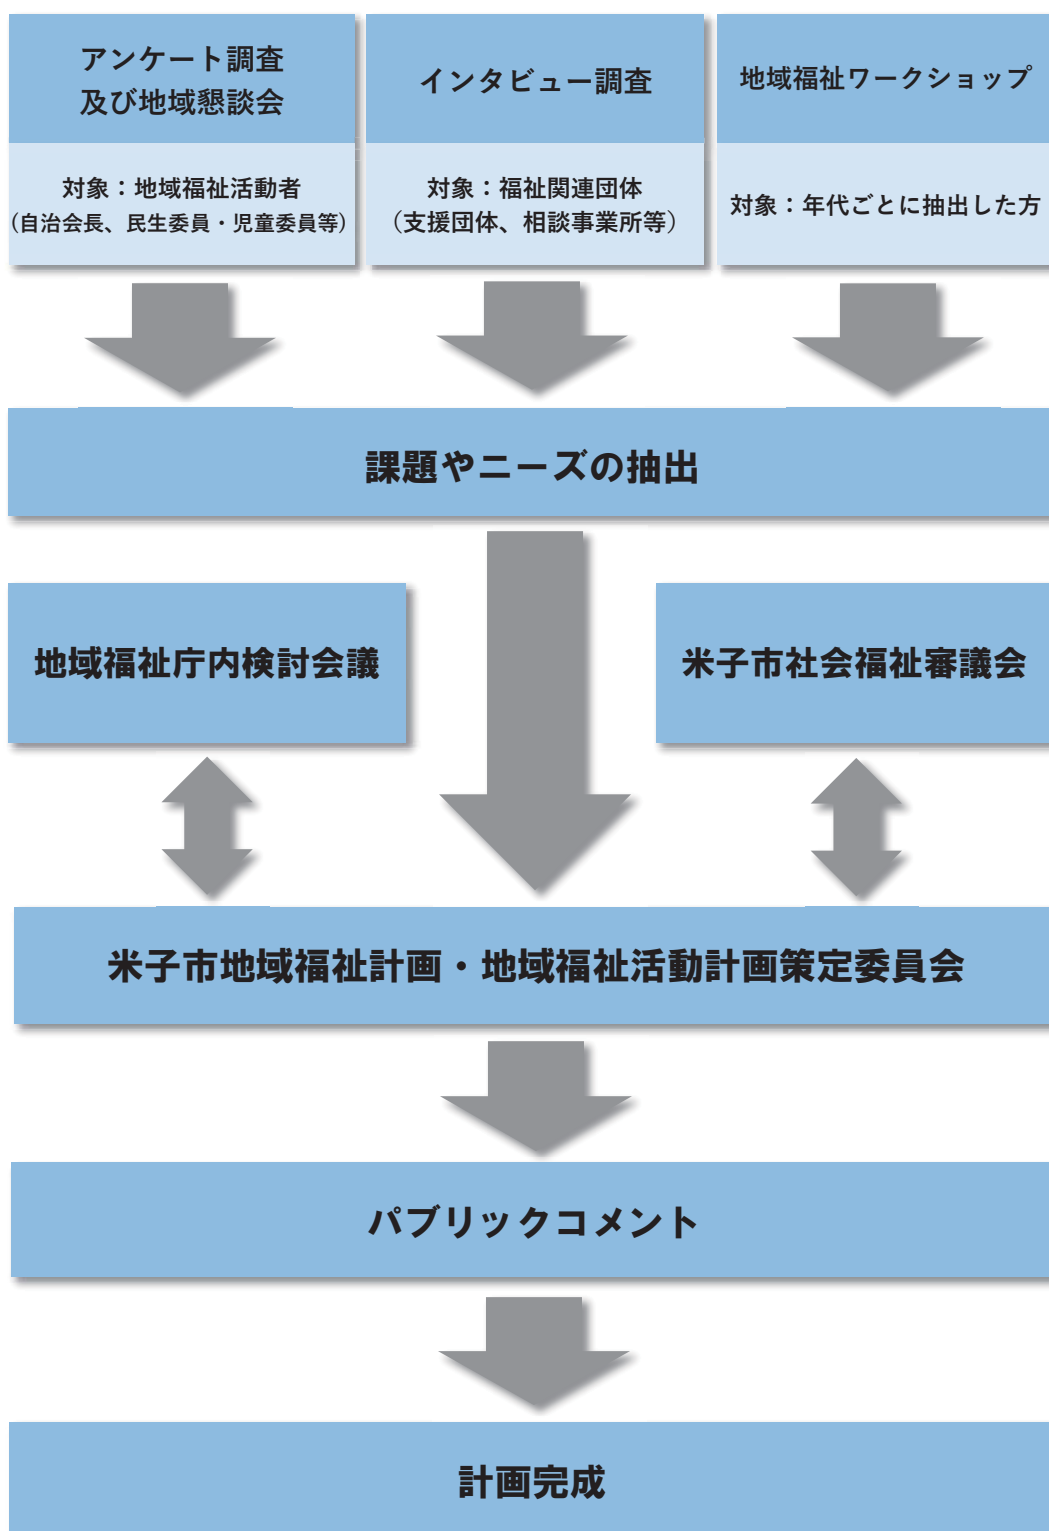 アンケート調査
及び地域懇談会
対象：地域福祉活動者
(自治会長、民生委員・児童委員等)
インタビュー調査
対象：福祉関連団体
（支援団体、相談事業所等）
地域福祉ワークショップ
対象：年代ごとに抽出した方
課題やニーズの抽出
地域福祉庁内検討会議
米子市社会福祉審議会
米子市地域福祉計画・地域福祉活動計画策定委員会
パブリックコメント
計画完成